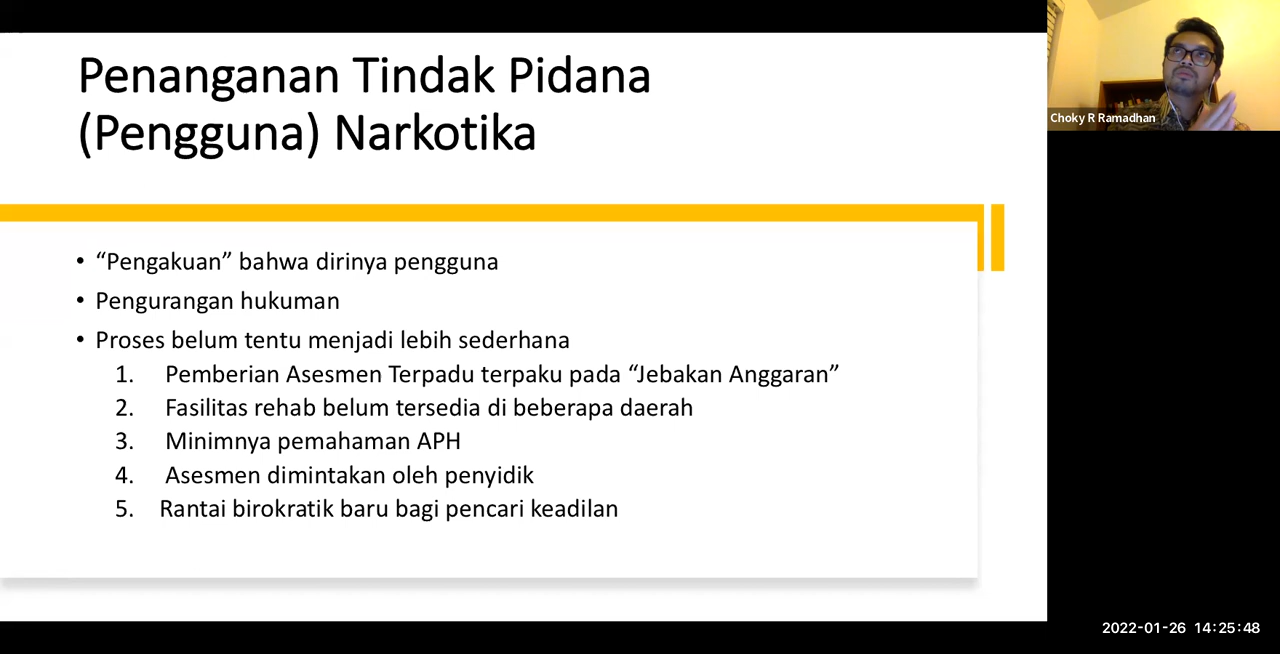 Penanganan Tindak Pidana
(Pengguna) Narkotika
• “Pengakuan” bahwa dirinya pengguna
• Pengurangan hukuman
• Proses belum tentu menjadi lebih sederhana
1. Pemberian Asesmen Terpadu terpaku pada “Jebakan Anggaran”
2. Fasilitas rehab belum tersedia di beberapa daerah
3. Minimnya pemahaman APH
4. Asesmen dimintakan oleh penyidik
5. Rantai birokratik baru bagi pencari keadilan
Choky R Ramadhan
2022-01-26 14:25:48